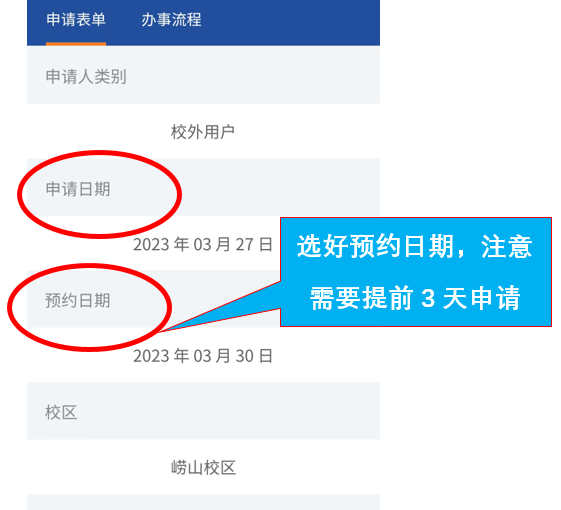 申请表单 办事流程
申请人类别
校外用户
申请日期
2023 年 03 月 27 日
选好预约日期，注意
需要提前 3 天申请
预约日期
2023 年 03 月 30 日
校区
崂山校区